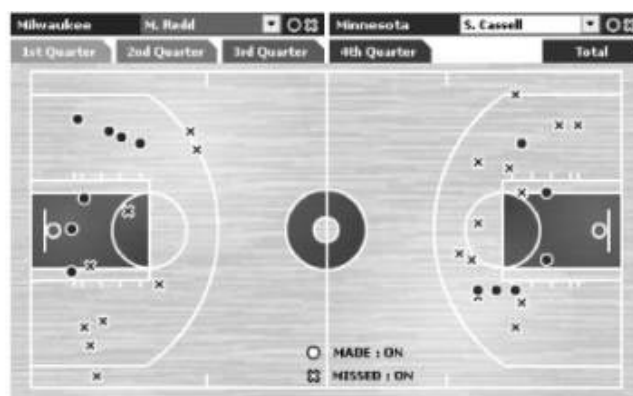 Milwaukee M. Redd Minnesota S. Cassell
1st Quarter 2nd Quarter 3rd Quarter 4th Quarter Total
MADE : ON
MISSED : ON